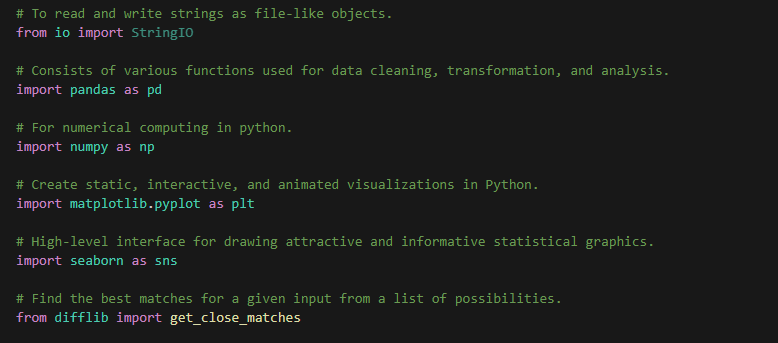 # To read and write strings as file-like objects.
from io import StringIO
# Consists of various functions used for data cleaning, transformation, and analysis.
import pandas as pd
# For numerical computing in python.
import numpy as np
# Create static, interactive, and animated visualizations in Python.
import matplotlib.pyplot as plt
# High-level interface for drawing attractive and informative statistical graphics.
import seaborn as sns
# Find the best matches for a given input from a list of possibilities.
from difflib import get_close_matches